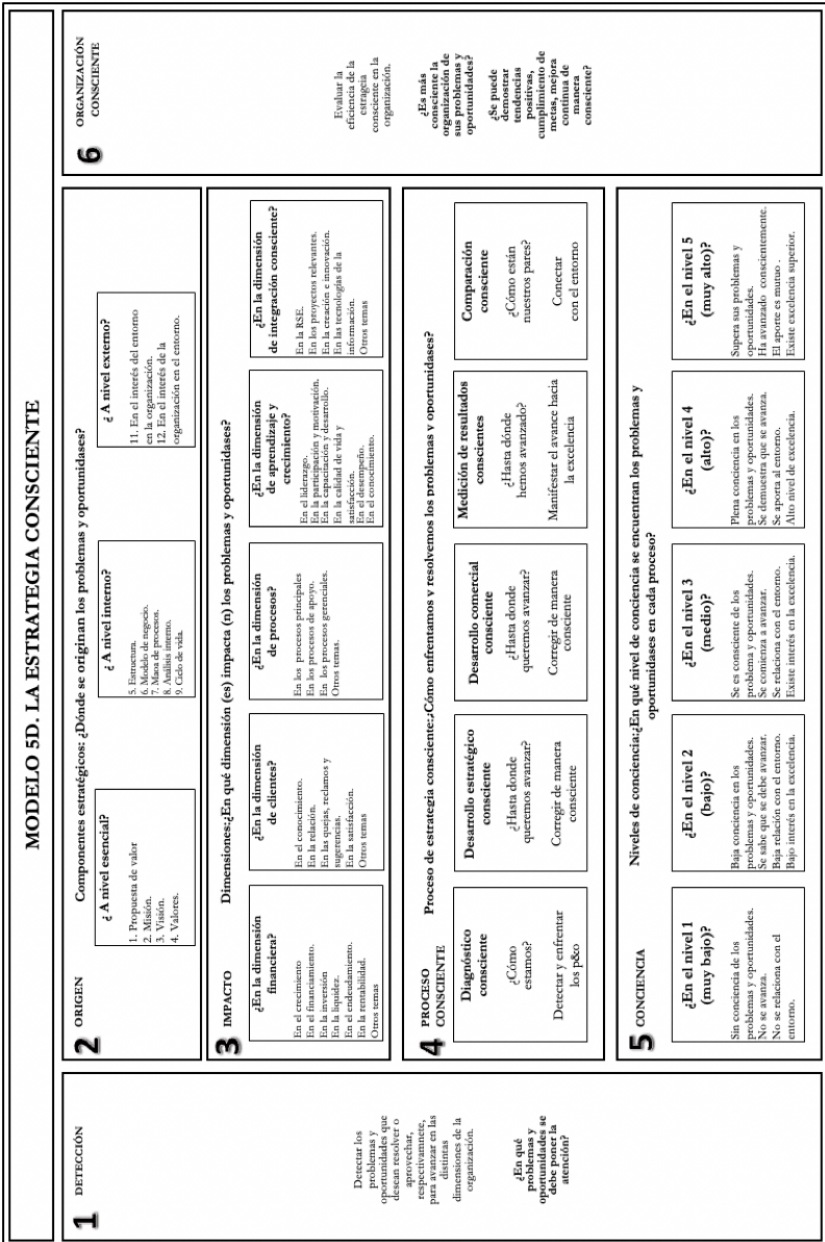 MODELO 5D. LA ESTRATEGIA CONSCIENTE
1 DETECCIÓN
Detectar los
problemas y
oportunidades que
desean resolver o
aprovechar,
respectivamnete,
para avanzar en las
distintas
dimensiones de la
organización.
¿En qué
problemas y
oportunidades se
debe poner la
atención?
2 ORIGEN
Componentes estratégicos: ¿Dónde se originan los problemas y oportunidases?
¿ A nivel esencial?
1. Propuesta de valor
2. Misión.
3. Visión.
4. Valores.
¿ A nivel interno?
5. Estructura.
6. Modelo de negocio.
7. Mapa de procesos.
8. Análisis interno.
9. Ciclo de vida.
¿ A nivel externo?
11. En el interés del entorno
en la organización.
12. En el interés de la
organización en el entorno.
3 IMPACTO
Dimensiones:¿En qué dimensión (es) impacta (n) los problemas y oportunidades?
¿En la dimensión
financiera?
En el crecimiento
En el financiamiento.
En la inversión
En la liquidez.
En el endeudamiento.
En la rentabilidad.
Otros temas
¿En la dimensión
de clientes?
En el conocimiento.
En la relación.
En las quejas, reclamos y
sugerencias.
En la satisfacción.
Otros temas
¿En la dimensión
de procesos?
En los procesos principales
En los procesos de apoyo.
En los procesos gerenciales.
Otros temas.
¿En la dimensión
de aprendizaje y
crecimiento?
En el liderazgo.
En la participación y motivación.
En la capacitación y desarrollo.
En la calidad de vida y
satisfacción.
En el desempeño.
En el conocimiento.
¿En la dimensión
de integración consciente?
En la RSE.
En los proyectos relevantes.
En la creación e innovación.
En las tecnologías de la
información.
Otros temas
4 PROCESO
CONSCIENTE
Proceso de estrategia consciente:¿Cómo enfrentamos y resolvemos los problemas y oportunidases?
Diagnóstico
consciente
¿Cómo
estamos?
Detectar y enfrentar
los p&o
Desarrollo estratégico
consciente
¿Hasta donde
queremos avanzar?
Corregir de manera
consciente
Desarrollo comercial
consciente
¿Hasta donde
queremos avanzar?
Corregir de manera
consciente
Medición de resultados
conscientes
¿Hasta dónde
hemos avanzado?
Manifestar el avance hacia
la excelencia
Comparación
consciente
¿Cómo están
nuestros pares?
Conectar
con el entorno
5 CONCIENCIA
Niveles de conciencia:¿En qué nivel de conciencia se encuentran los problemas y
oportunidases en cada proceso?
¿En el nivel 1
(muy bajo)?
Sin conciencia de los
problemas y oportunidades.
No se avanza.
No se relaciona con el
entorno.
¿En el nivel 2
(bajo)?
Baja conciencia en los
problemas y oportunidades.
Se sabe que se debe avanzar.
Baja relación con el entorno.
Bajo interés en la excelencia.
¿En el nivel 3
(medio)?
Se es consciente de los
problema y oportunidades.
Se comienza a avanzar.
Se relaciona con el entorno.
Existe interés en la excelencia.
¿En el nivel 4
(alto)?
Plena conciencia en los
problemas y oportunidades.
Se demuestra que se avanza.
Se aporta al entorno.
Alto nivel de excelencia.
¿En el nivel 5
(muy alto)?
Supera sus problemas y
oportunidades.
Ha avanzado conscientemente.
El aporte es mutuo .
Existe excelencia superior.
6 ORGANIZACIÓN
CONSCIENTE
Evaluar la
eficiencia de la
estrageia
consciente en la
organización.
¿Es más
consciente la
organización de
sus problemas y
oportunidades?
¿Se puede
demostrar
tendencias
positivas,
cumplimiento de
metas, mejora
continua de
manera
consciente?